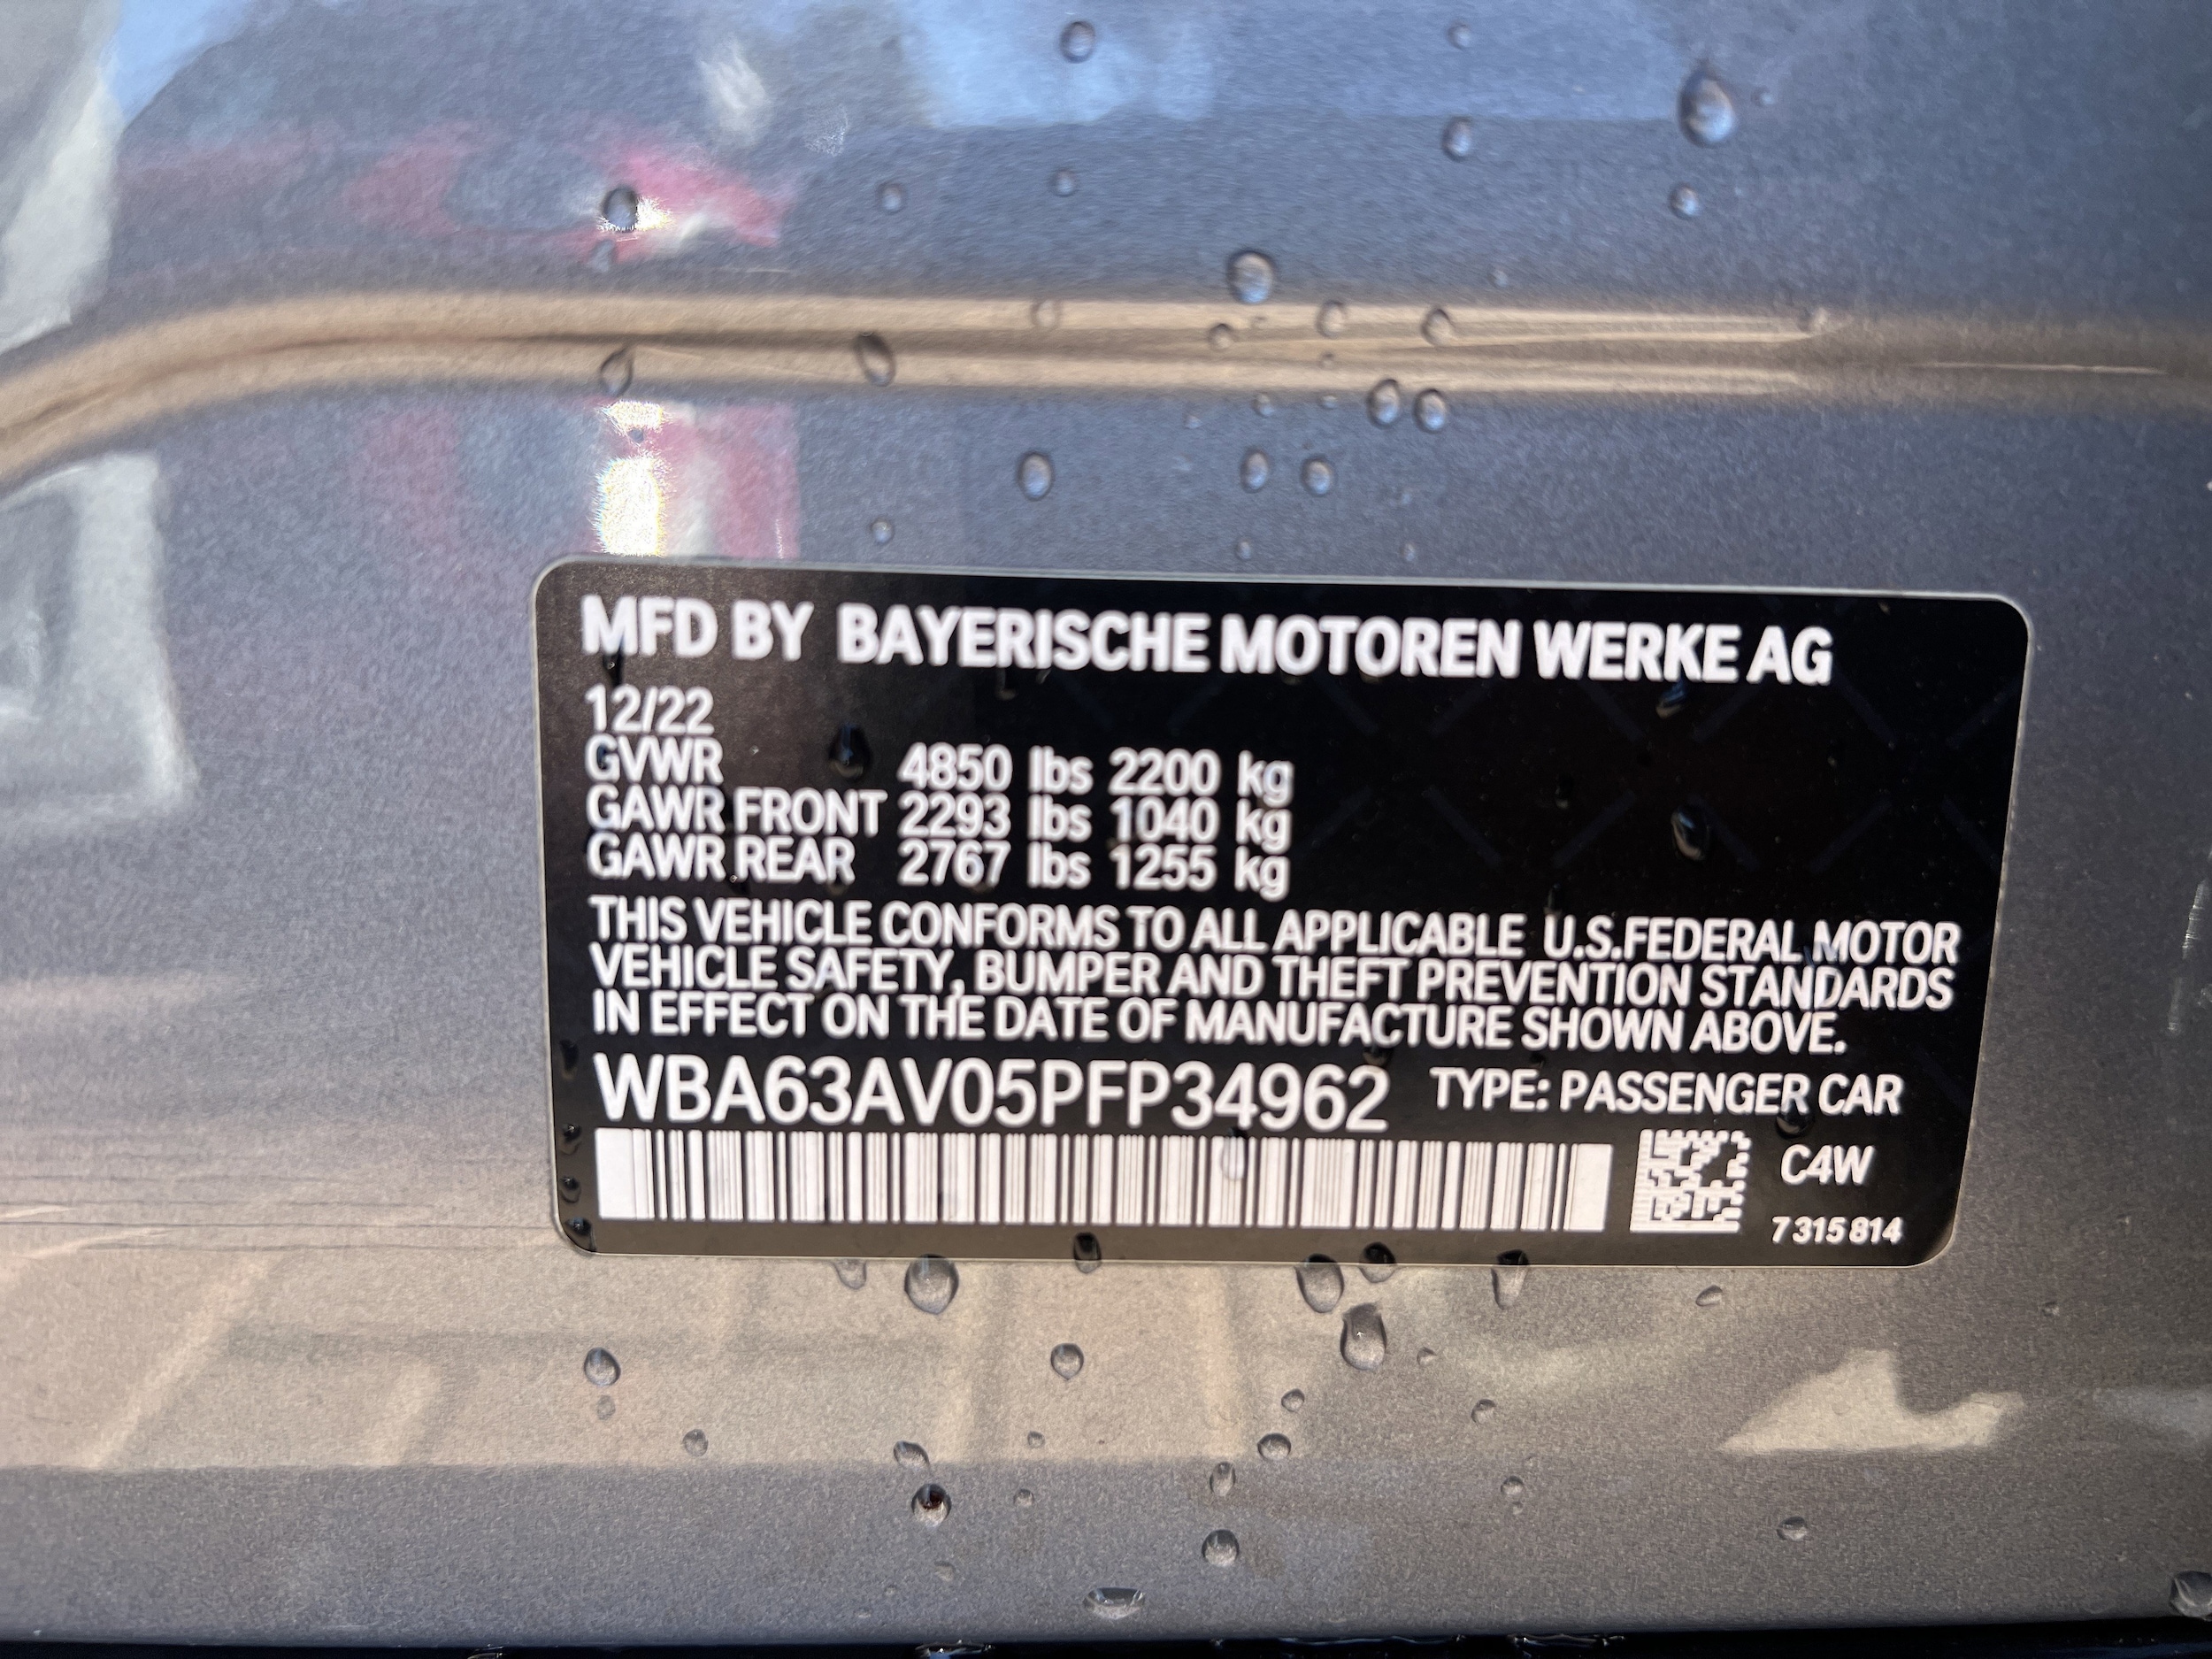 MFD BY BAYERISCHE MOTOREN WERKE AG
12/22
GVWR 4850 lbs 2200 kg
GAWR FRONT 2293 lbs 1040 kg
GAWR REAR 2767 lbs 1255 kg
THIS VEHICLE CONFORMS TO ALL APPLICABLE U.S.FEDERAL MOTOR
VEHICLE SAFETY, BUMPER AND THEFT PREVENTION STANDARDS
IN EFFECT ON THE DATE OF MANUFACTURE SHOWN ABOVE.
WBA63AV05PFP34962 TYPE: PASSENGER CAR
C4W
7 315 814